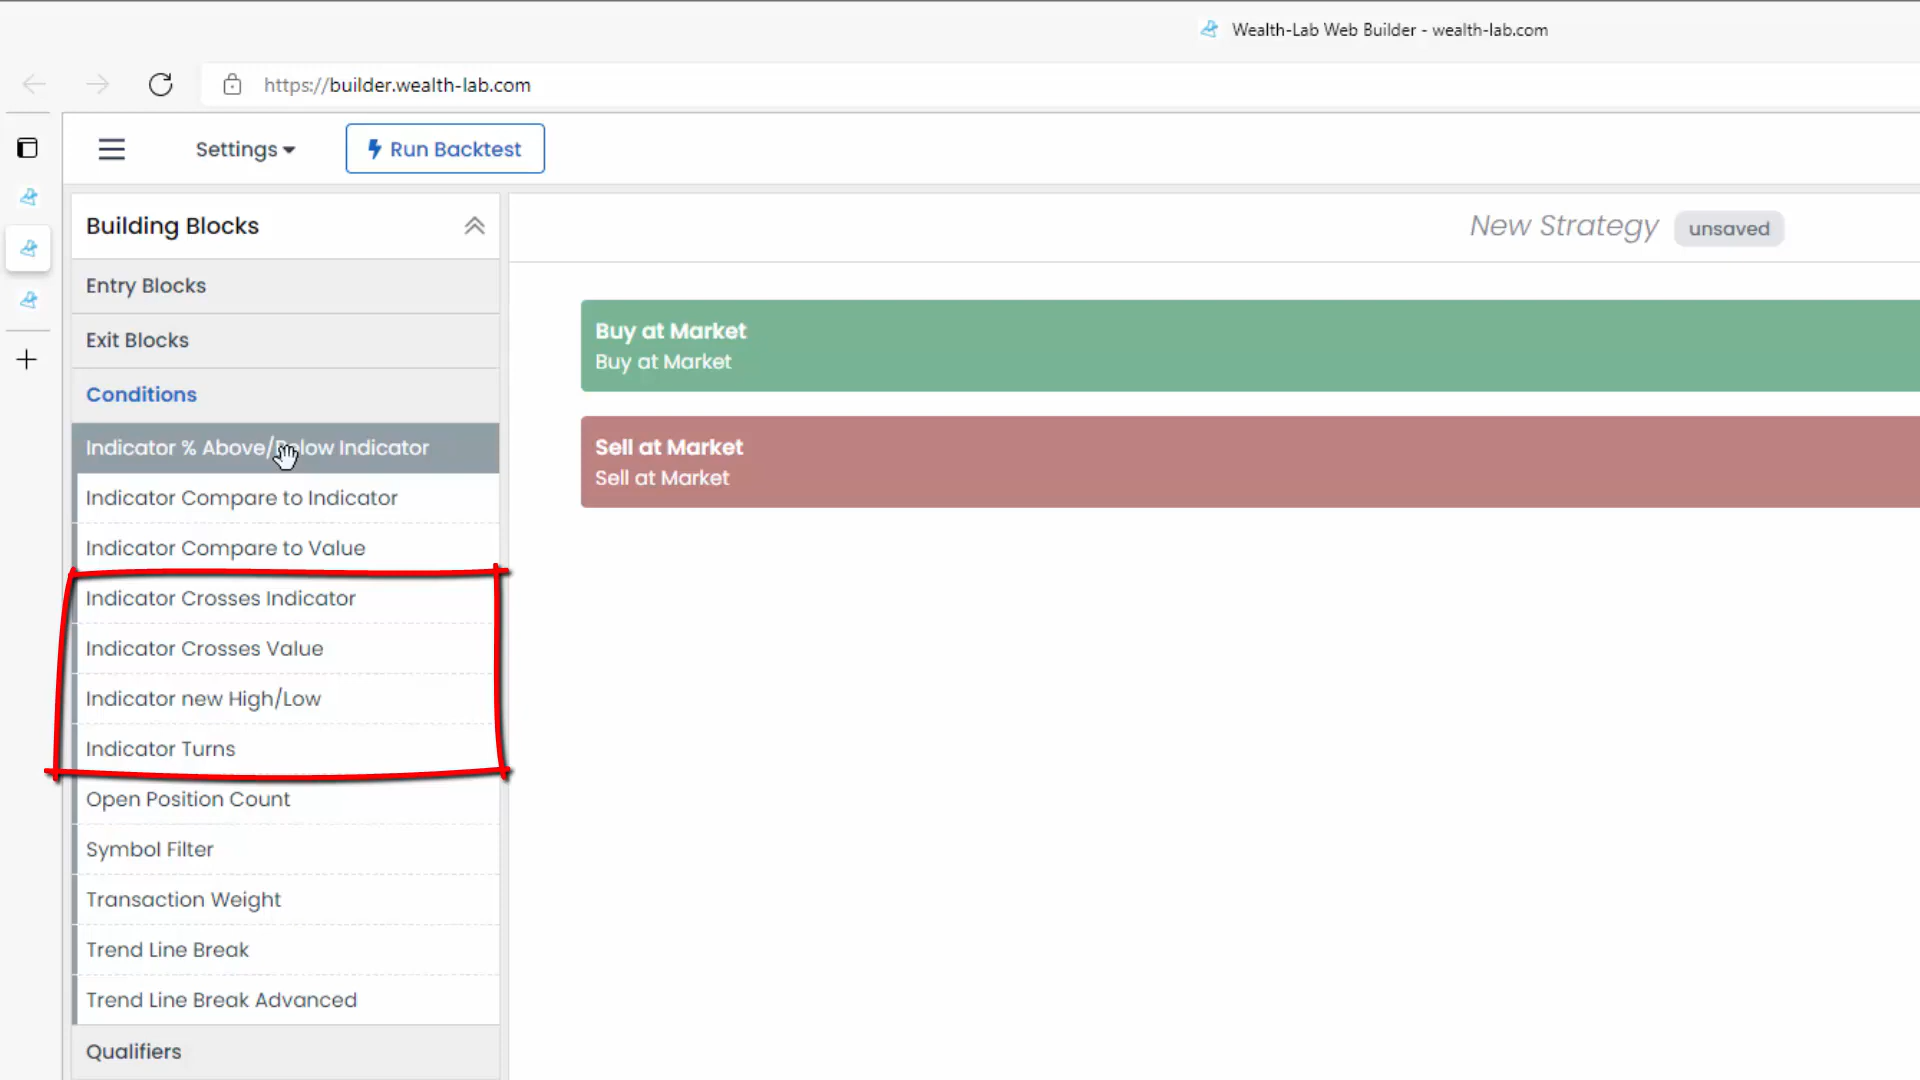 Wealth-Lab Web Builder - wealth-lab.com
https://builder.wealth-lab.com
Settings
Run Backtest
Building Blocks
New Strategy
unsaved
Entry Blocks
Exit Blocks
Conditions
Indicator % Above/Below Indicator
Indicator Compare to Indicator
Indicator Compare to Value
Indicator Crosses Indicator
Indicator Crosses Value
Indicator new High/Low
Indicator Turns
Open Position Count
Symbol Filter
Transaction Weight
Trend Line Break
Trend Line Break Advanced
Qualifiers
Buy at Market
Buy at Market
Sell at Market
Sell at Market